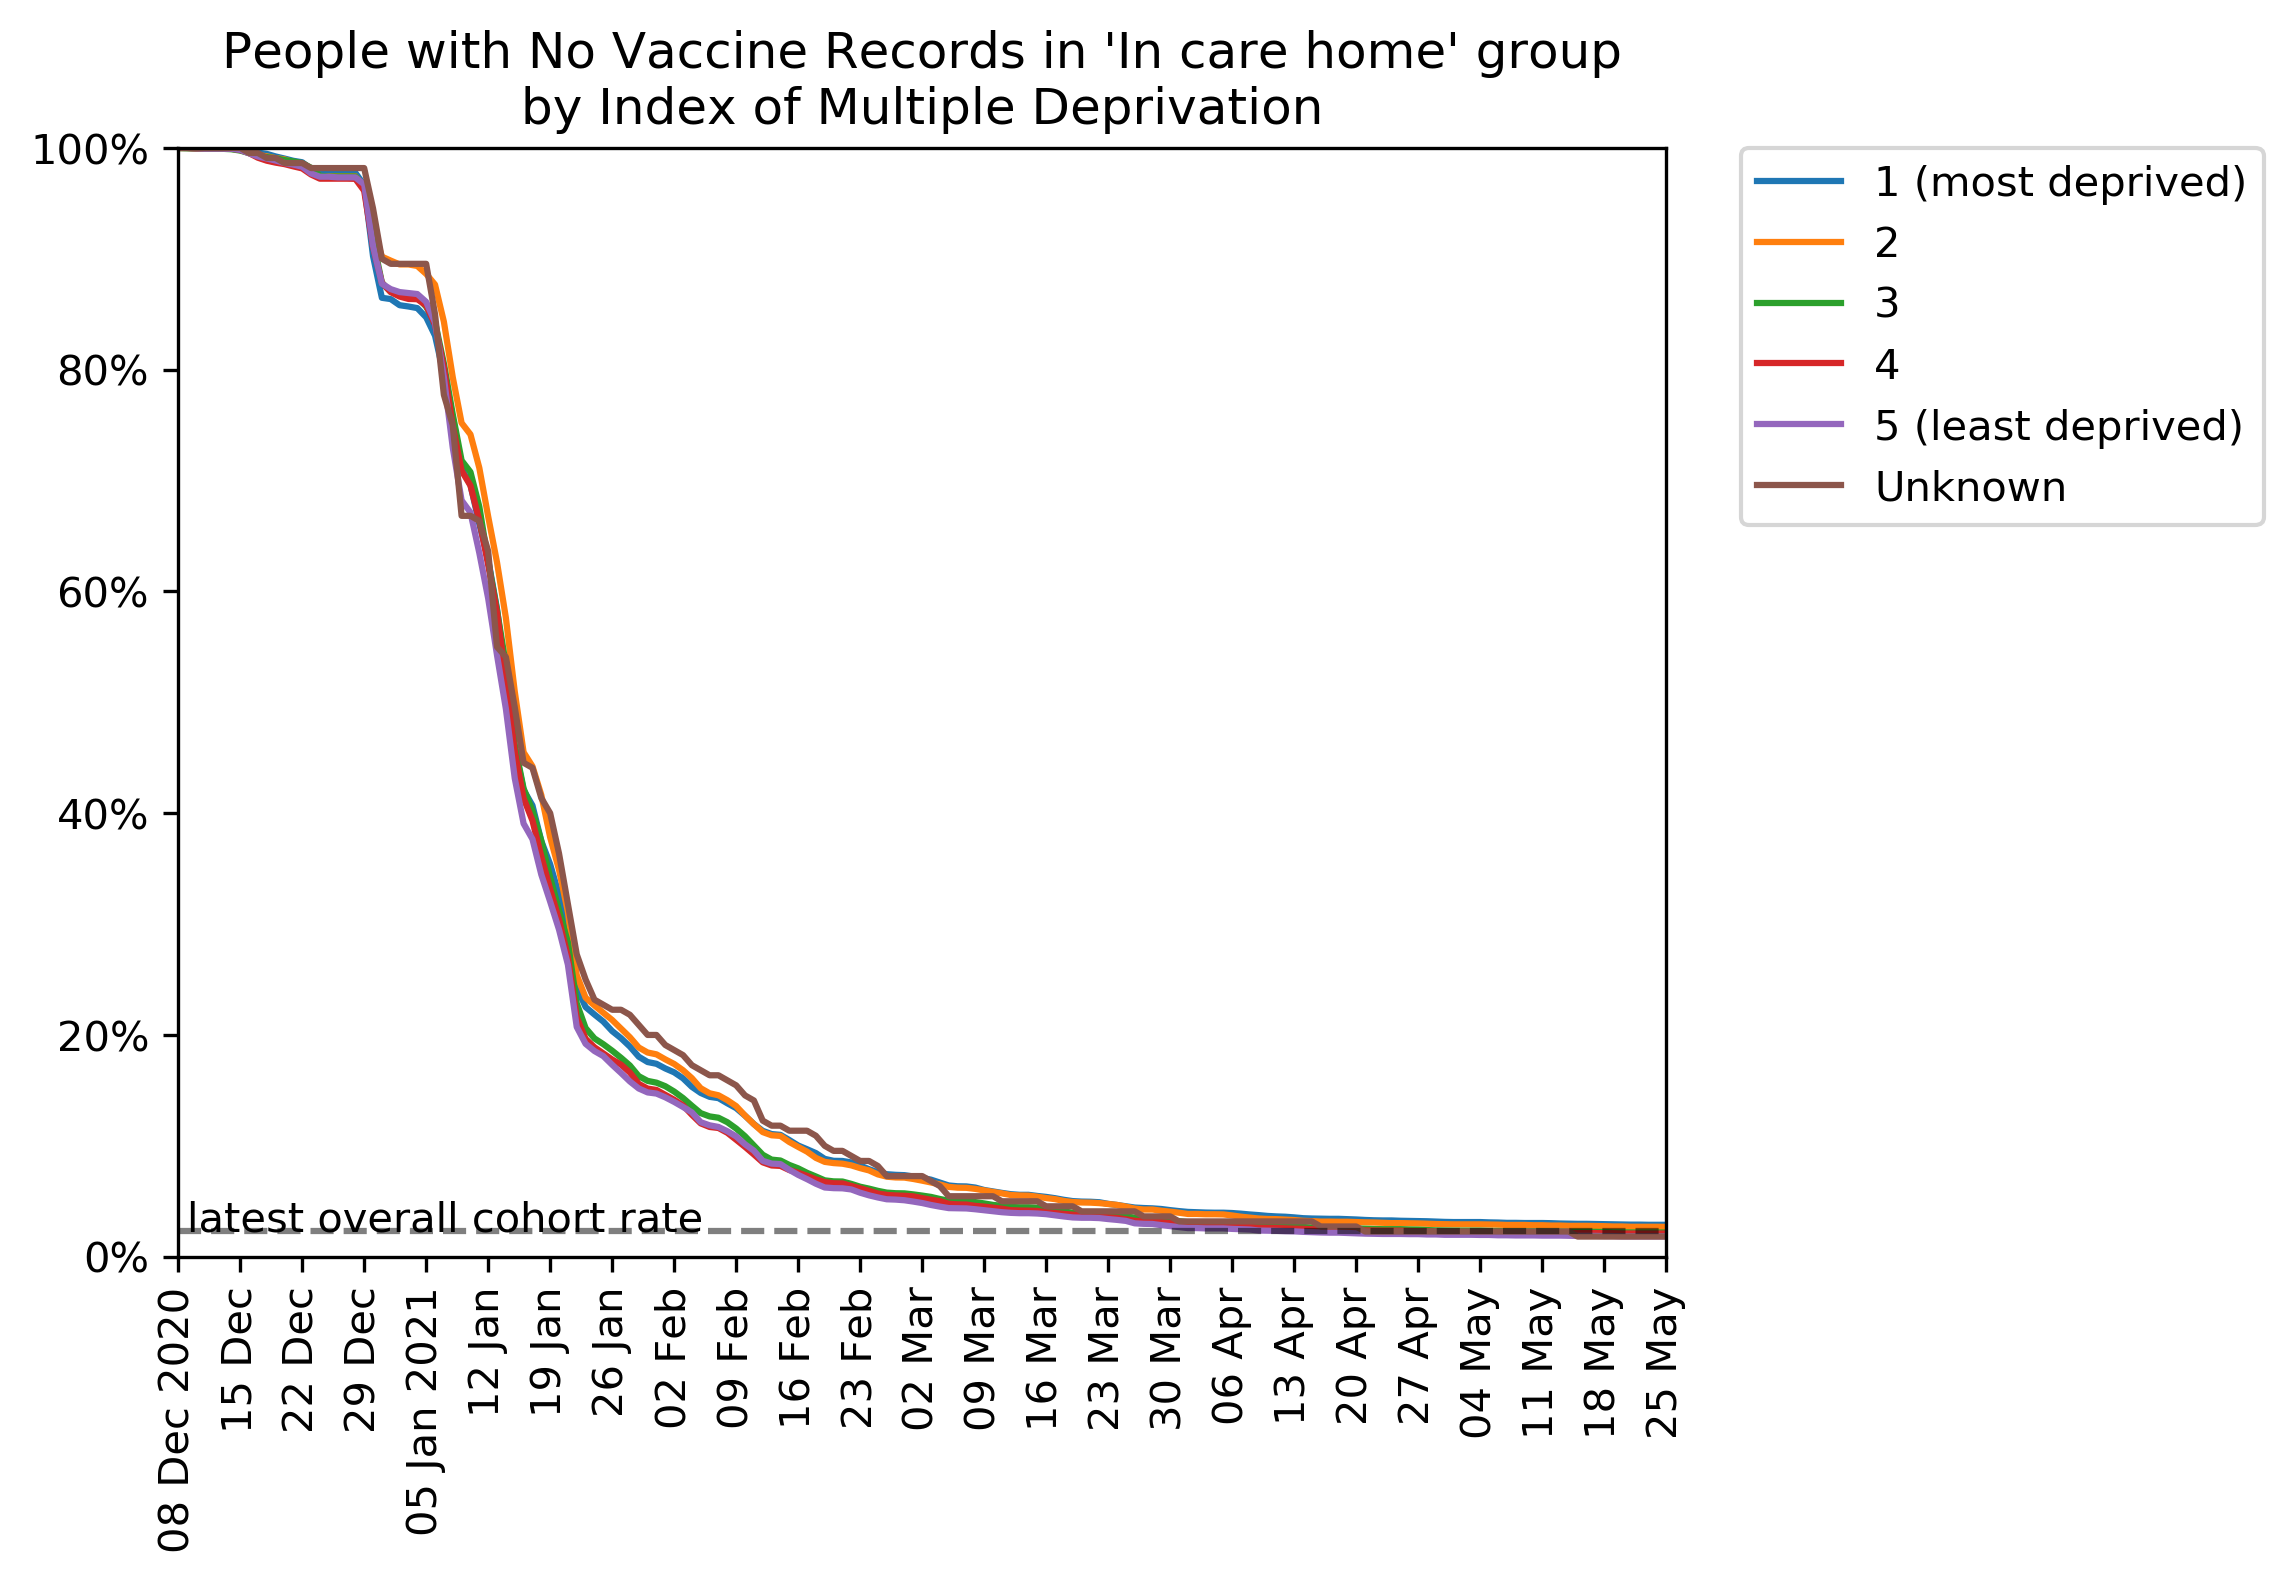 People with No Vaccine Records in 'In care home' group
by Index of Multiple Deprivation
100%
80%
60%
40%
20%
0%
latest overall cohort rate
1 (most deprived)
2
3
4
5 (least deprived)
Unknown
08 Dec 2020
15 Dec
22 Dec
29 Dec
05 Jan 2021
12 Jan
19 Jan
26 Jan
02 Feb
09 Feb
16 Feb
23 Feb
02 Mar
09 Mar
16 Mar
23 Mar
30 Mar
06 Apr
13 Apr
20 Apr
27 Apr
04 May
11 May
18 May
25 May